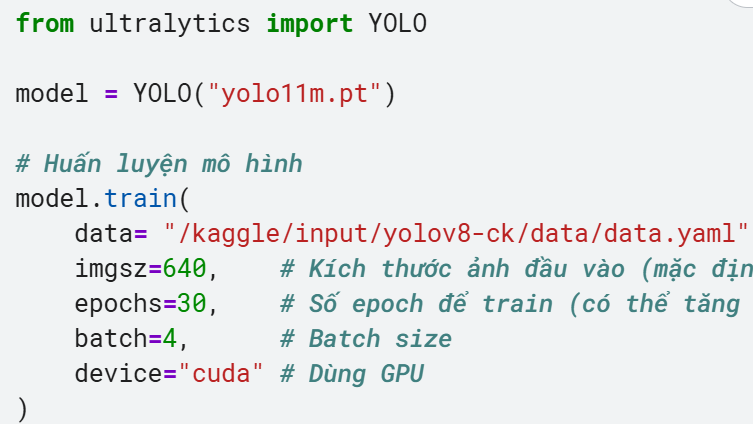 from ultralytics import YOLO
model = YOLO("yolo11m.pt")
# Huấn luyện mô hình
model.train(
data= "/kaggle/input/yolov8-ck/data/data.yaml"
imgsz=640, # Kích thước ảnh đầu vào (mặc địn
epochs=30, # Số epoch để train (có thể tăng
batch=4, # Batch size
device="cuda" # Dùng GPU
)